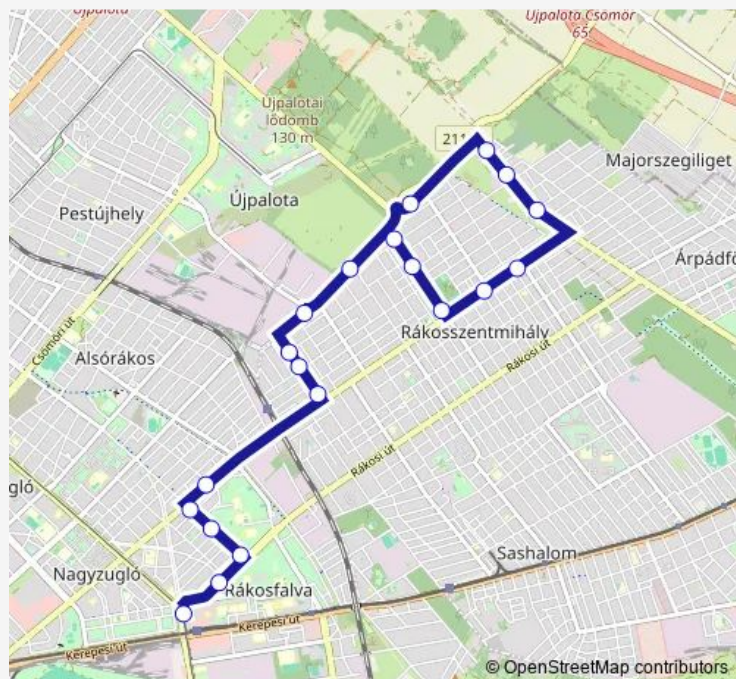 Újpalota
Újpalota Csömör
65
Újpalotai
lődomb
130 m
211
Majorszegiliget
Pestújhely
Újpalota
Árpádfö
Csömöri út
Rákosszentmihály
Alsórákos
Rákosi út
Rákosi út
gló
Sashalom
Nagyzugló
Rákosfalva
Kerepesi út
Kerepesi út
© OpenStreetMap contributors